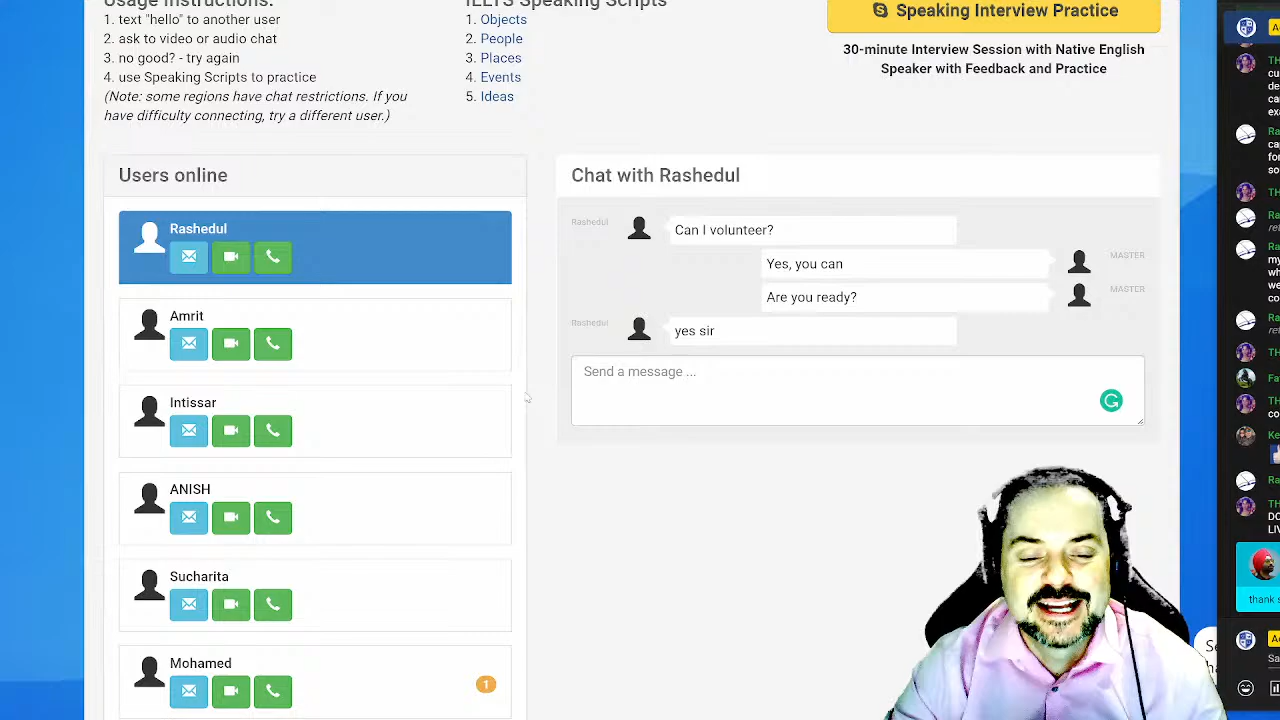 Usage Instructions:
1. text "hello" to another user
2. ask to video or audio chat
3. no good? - try again
4. use Speaking Scripts to practice
(Note: some regions have chat restrictions. If you
have difficulty connecting, try a different user.)
IELTS Speaking Scripts
1. Objects
2. People
3. Places
4. Events
5. Ideas
Speaking Interview Practice
30-minute Interview Session with Native English
Speaker with Feedback and Practice
Users online
Rashedul
Amrit
Intissar
ANISH
Sucharita
Mohamed
1
Chat with Rashedul
Rashedul
Can I volunteer?
Yes, you can
MASTER
Are you ready?
MASTER
Rashedul
yes sir
Send a message ...
thank